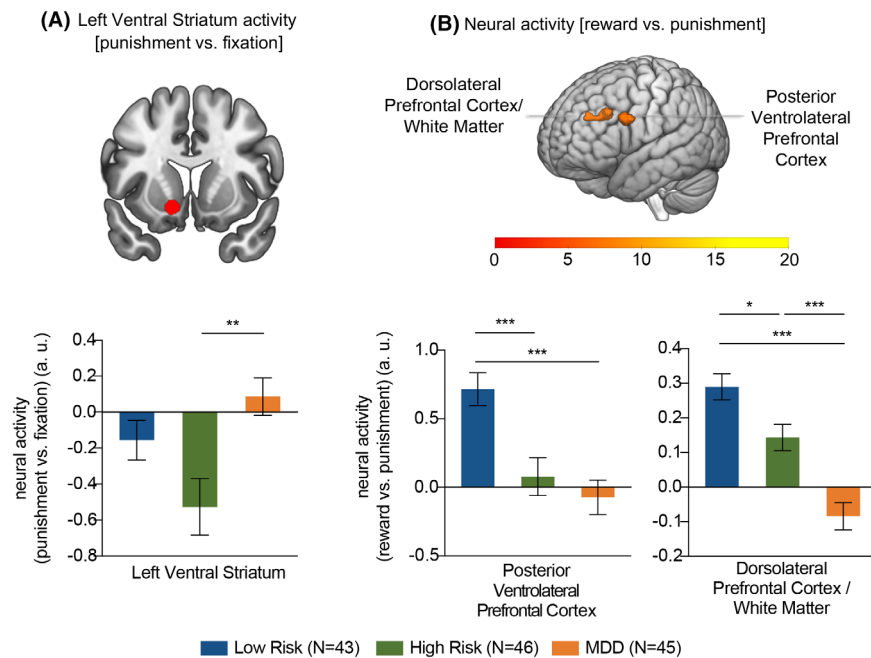 (A) Left Ventral Striatum activity
[punishment vs. fixation]
(B) Neural activity [reward vs. punishment]
Dorsolateral
Prefrontal Cortex/
White Matter
Posterior
Ventrolateral
Prefrontal
Cortex
0 5 10 15 20
neural activity
(punishment vs. fixation) (a. u.)
0.4
0.2
0.0
-0.2
-0.4
-0.6
-0.8
**
Left Ventral Striatum
neural activity
(reward vs. punishment) (a. u.)
1.0
0.5
0.0
-0.5
***
***
Posterior
Ventrolateral
Prefrontal Cortex
* ***
***
0.4
0.3
0.2
0.1
0.0
-0.1
-0.2
Dorsolateral
Prefrontal Cortex /
White Matter
Low Risk (N=43) High Risk (N=46) MDD (N=45)